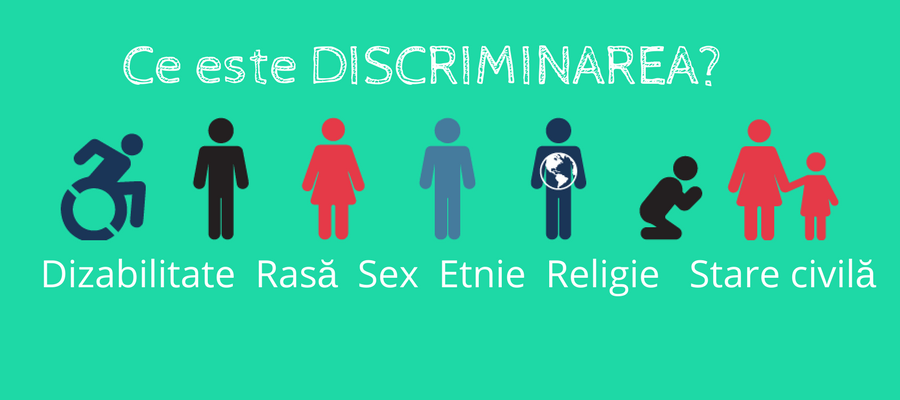 Ce este DISCRIMINAREA?
Dizabilitate Rasă Sex Etnie Religie Stare civilă